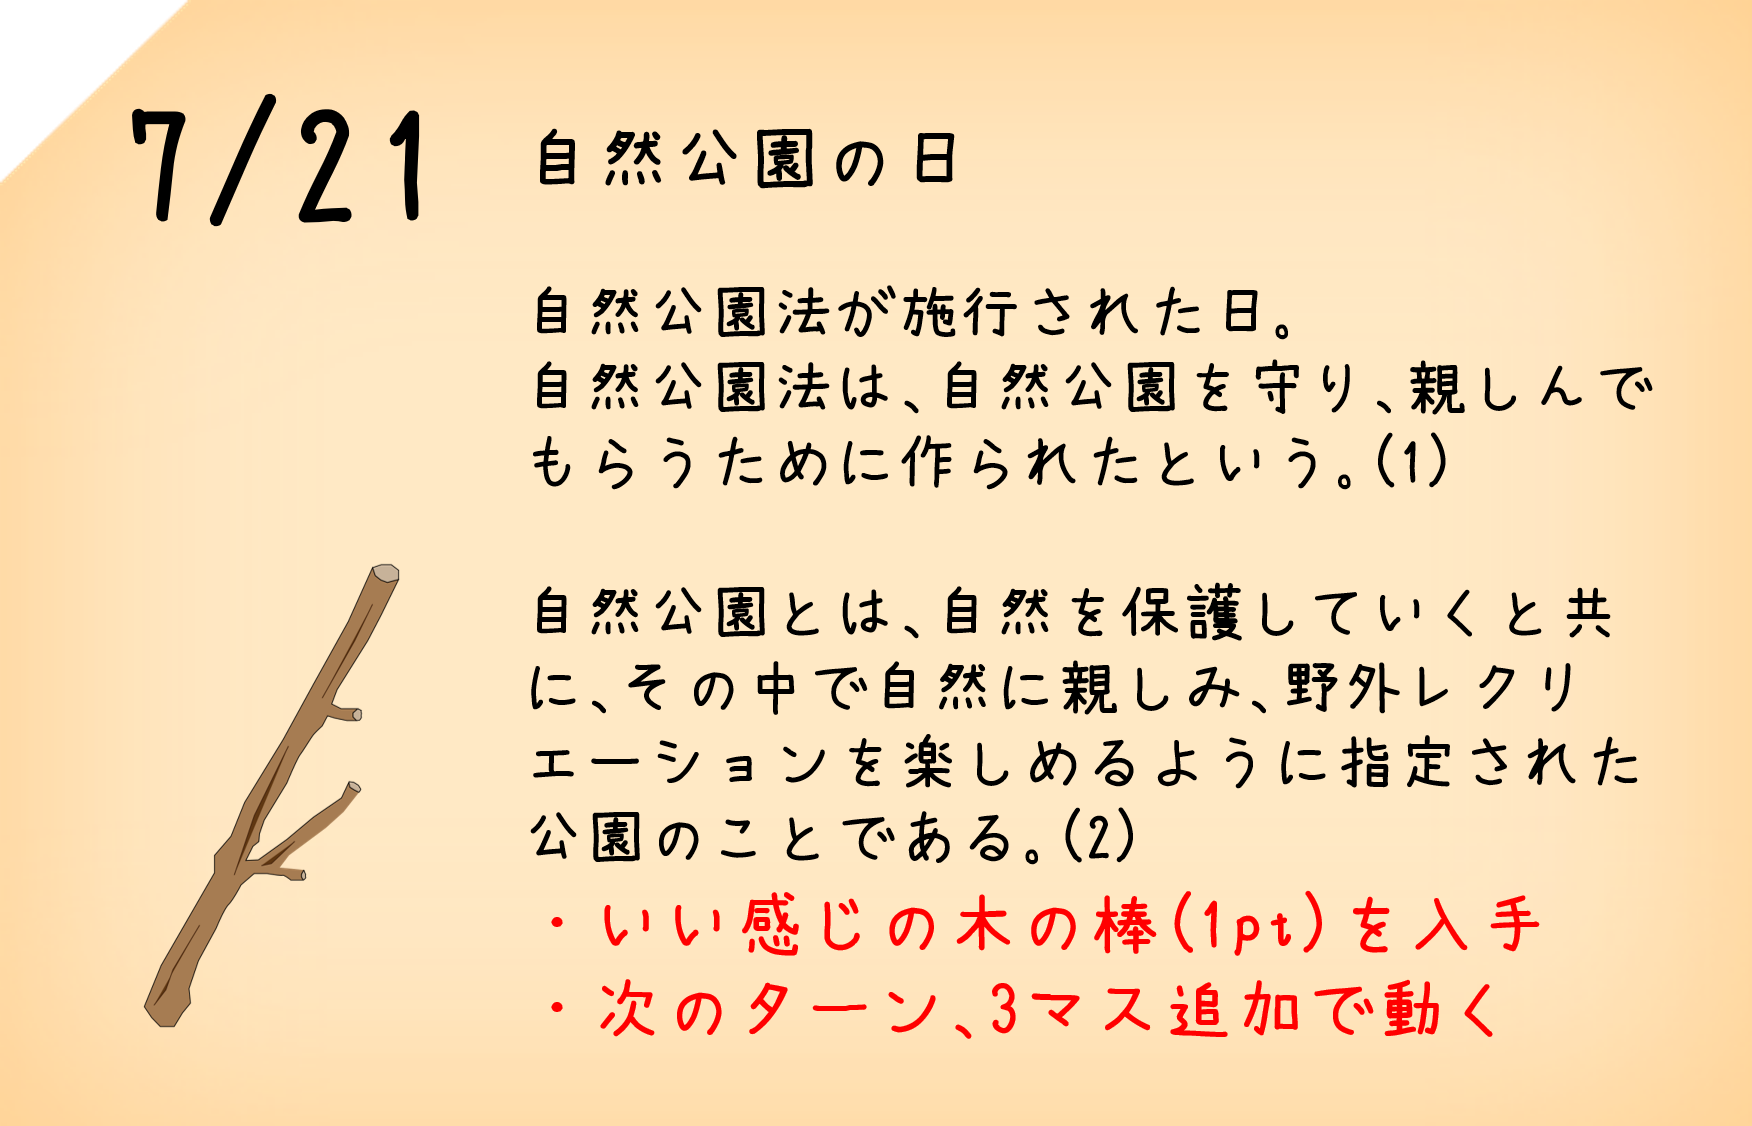 7/21
自然公園の日
自然公園法が施行された日。
自然公園法は、自然公園を守り、親しんで
もらうために作られたという。(1)
自然公園とは、自然を保護していくと共
に、その中で自然に親しみ、野外レクリ
エーションを楽しめるように指定された
公園のことである。(2)
・いい感じの木の棒(1pt)を入手
・次のターン、3マス追加で動く